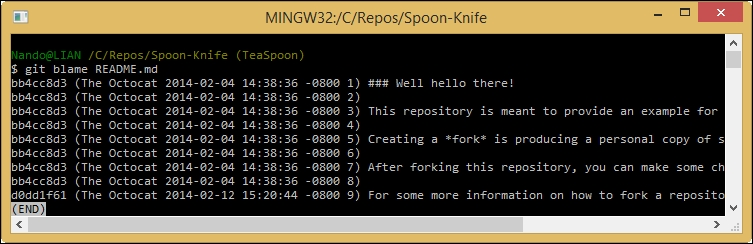 MINGW32:/C/Repos/Spoon-Knife
Nando@LIAN /C/Repos/Spoon-Knife (TeaSpoon)
$ git blame README.md
bb4cc8d3 (The Octocat 2014-02-04 14:38:36 -0800 1) ### Well hello there!
bb4cc8d3 (The Octocat 2014-02-04 14:38:36 -0800 2)
bb4cc8d3 (The Octocat 2014-02-04 14:38:36 -0800 3) This repository is meant to provide an example for
bb4cc8d3 (The Octocat 2014-02-04 14:38:36 -0800 4)
bb4cc8d3 (The Octocat 2014-02-04 14:38:36 -0800 5) Creating a *fork* is producing a personal copy of s
bb4cc8d3 (The Octocat 2014-02-04 14:38:36 -0800 6)
bb4cc8d3 (The Octocat 2014-02-04 14:38:36 -0800 7) After forking this repository, you can make some ch
bb4cc8d3 (The Octocat 2014-02-04 14:38:36 -0800 8)
d0dd1f61 (The Octocat 2014-02-12 15:20:44 -0800 9) For some more information on how to fork a reposito
(END)